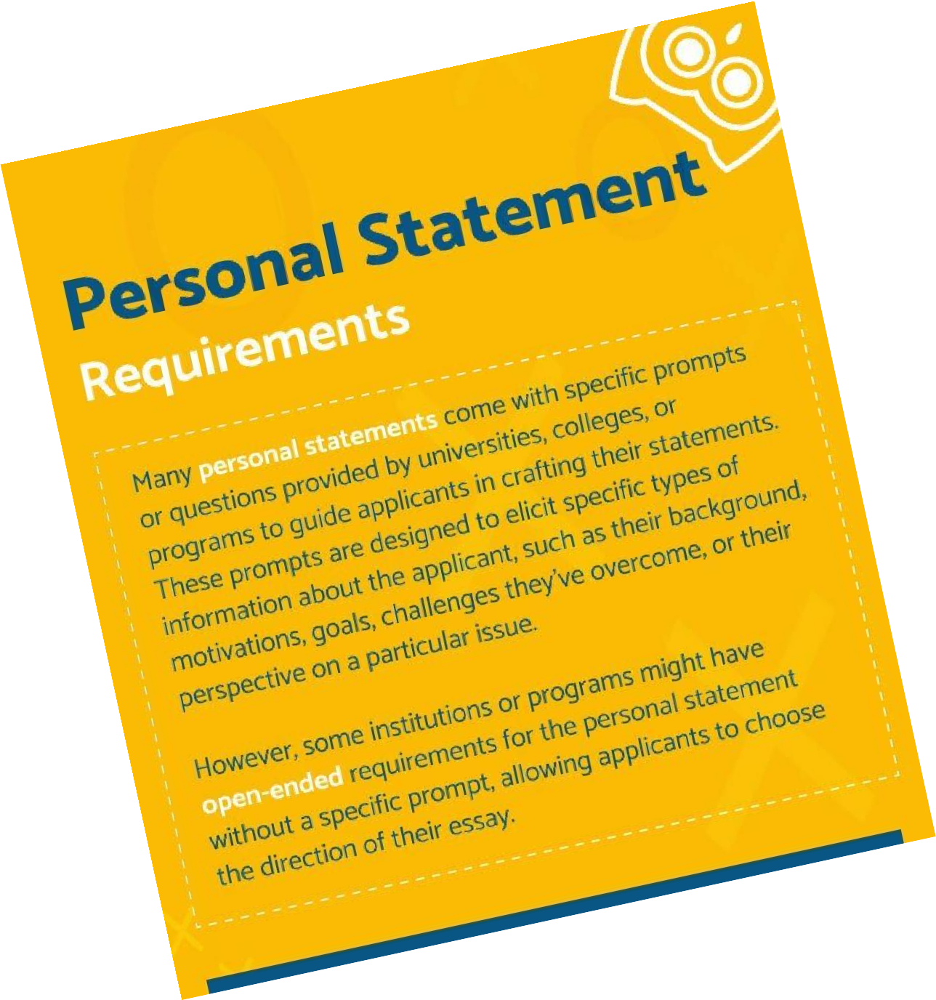 Personal Statement
Requirements
Many personal statements come with specific prompts
or questions provided by universities, colleges, or
programs to guide applicants in crafting their statements.
These prompts are designed to elicit specific types of
information about the applicant, such as their background,
motivations, goals, challenges they've overcome, or their
perspective on a particular issue.
However, some institutions or programs might have
open-ended requirements for the personal statement
without a specific prompt, allowing applicants to choose
the direction of their essay.